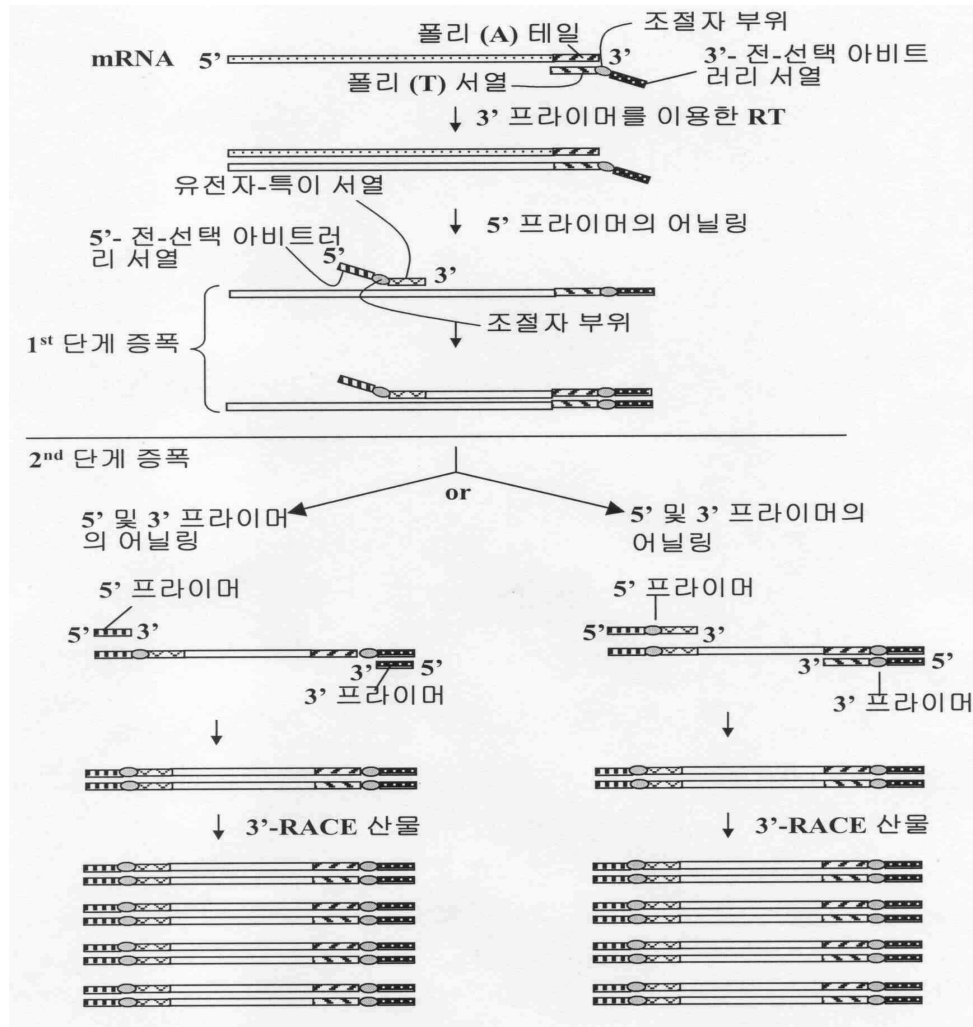 폴리 (A) 테일
조절자 부위
mRNA 5’ 3’
3’- 전-선택 아비트
러리 서열
폴리 (T) 서열
3’ 프라이머를 이용한 RT
유전자-특이 서열
5’ 프라이머의 어닐링
5’- 전-선택 아비트러
리 서열
5’ 3’
조절자 부위
1st 단게 증폭
2nd 단게 증폭
or
5’ 및 3’ 프라이머
의 어닐링
5’ 및 3’ 프라이머의
어닐링
5’ 프라이머
5’ 3’
3’ 5’
3’ 프라이머
5’ 프라이머
5’ 3’
3’ 5’
3’ 프라이머
3’-RACE 산물
3’-RACE 산물